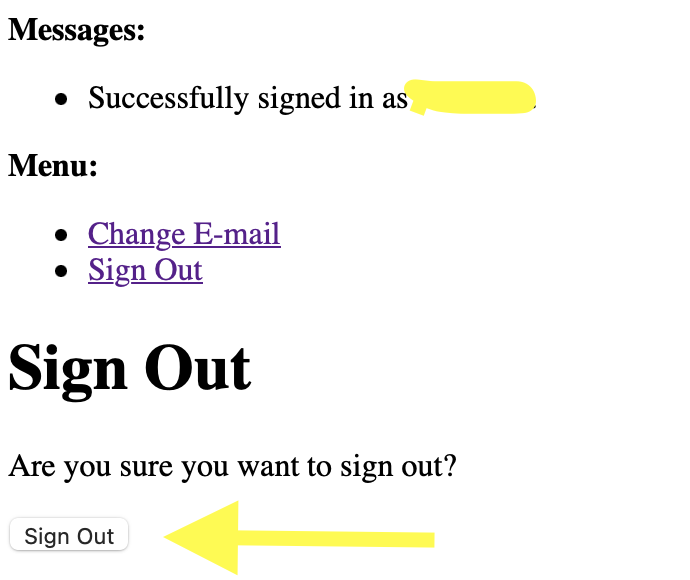 Messages:
Successfully signed in as
Menu:
Change E-mail
Sign Out
Sign Out
Are you sure you want to sign out?
Sign Out